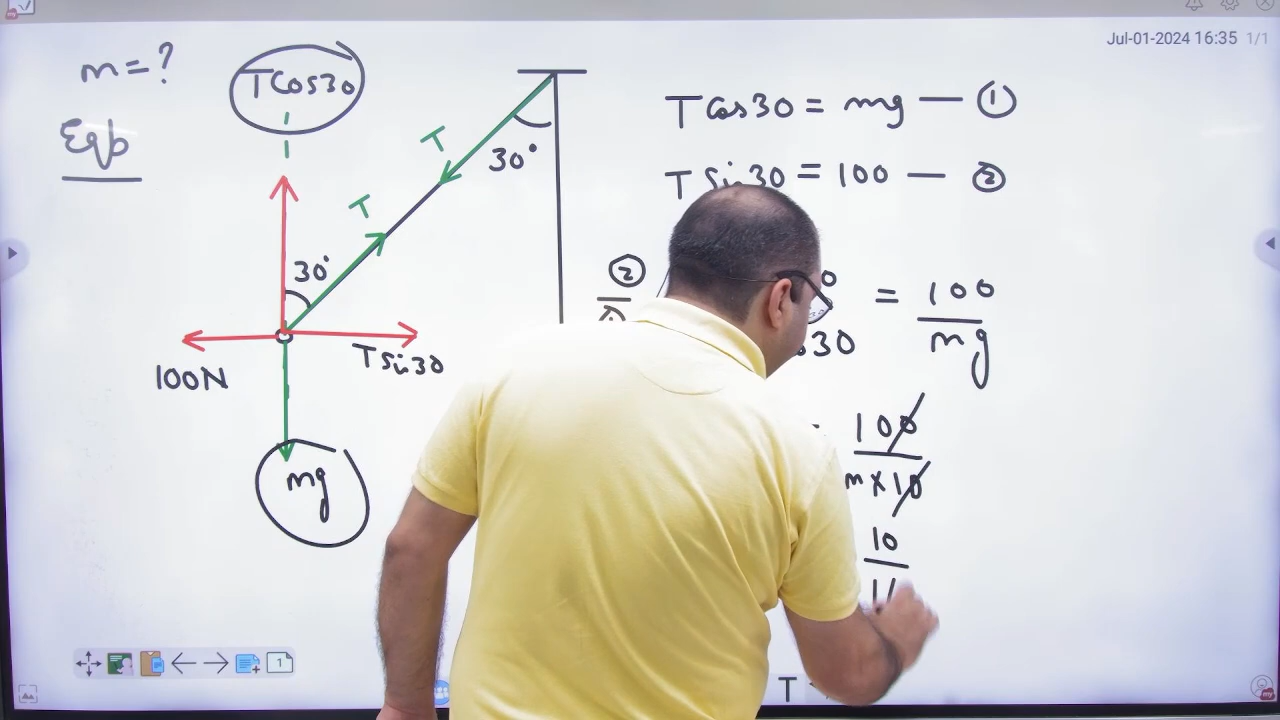 Jul-01-2024 16:35 1/1
m = ?
TCos30
Eqb
T
30°
T
30°
100N
TSin30
mg
TCos30 = mg — ①
TSin30 = 100 — ②
②
= 100
mg
100
m×10
10
T
1